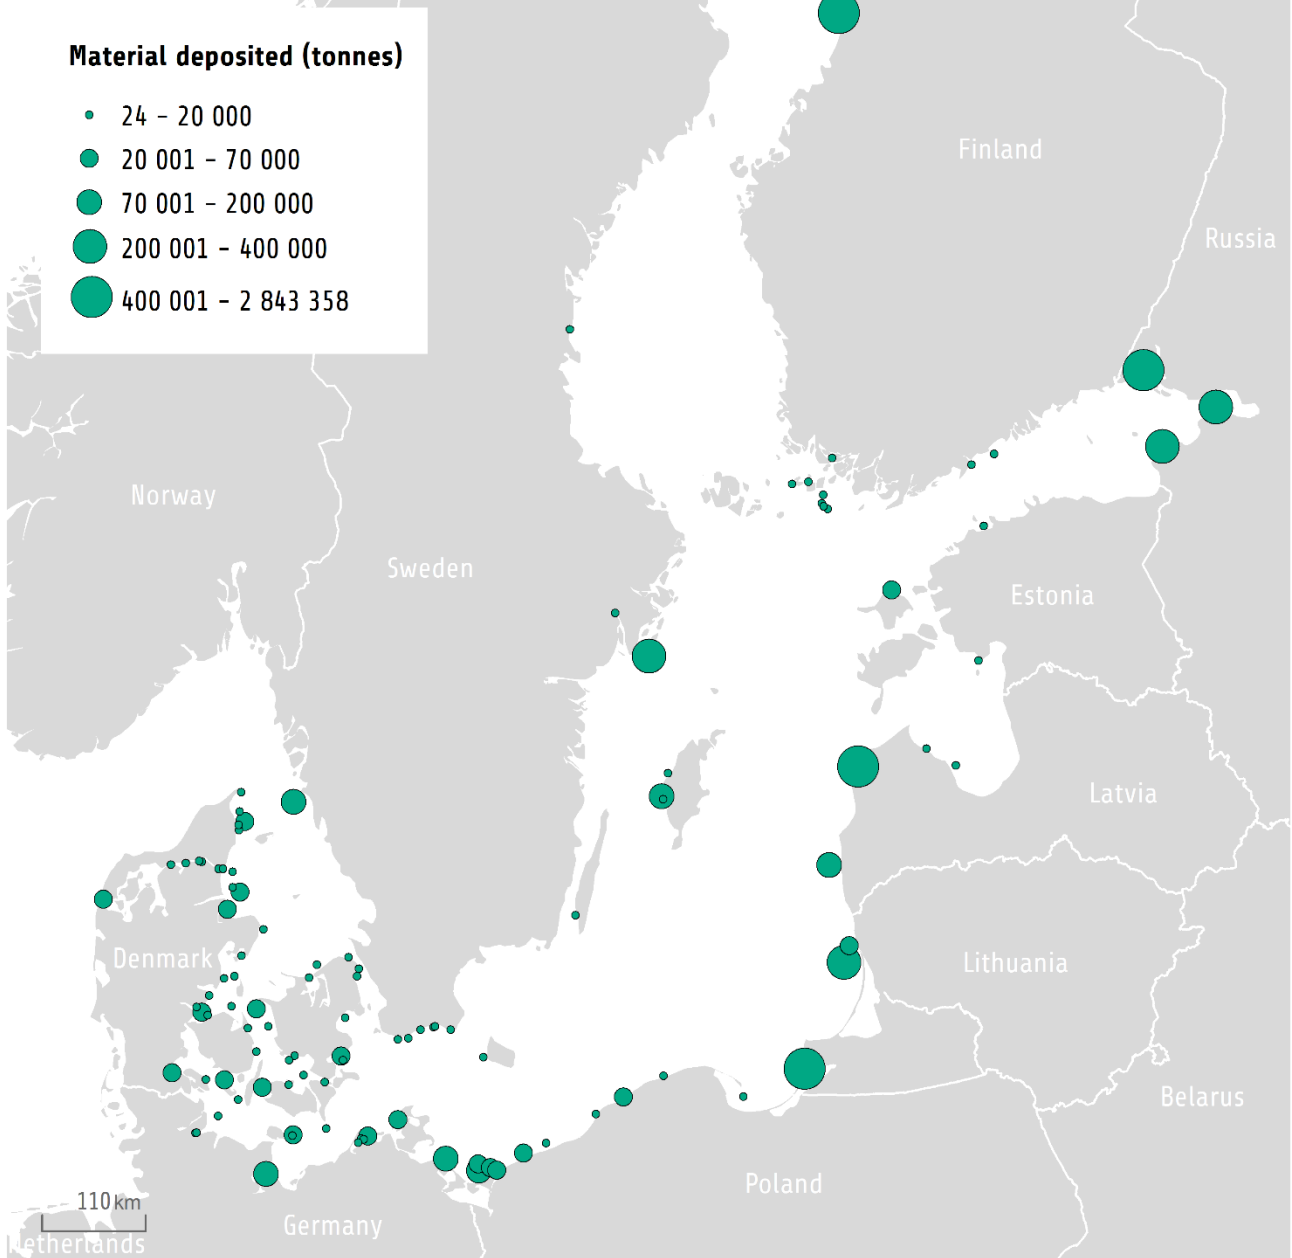 Material deposited (tonnes)
24 – 20 000
20 001 – 70 000
70 001 – 200 000
200 001 – 400 000
400 001 – 2 843 358
Finland
Russia
Norway
Sweden
Estonia
Latvia
Denmark
Lithuania
Belarus
Poland
110 km
Germany
Netherlands